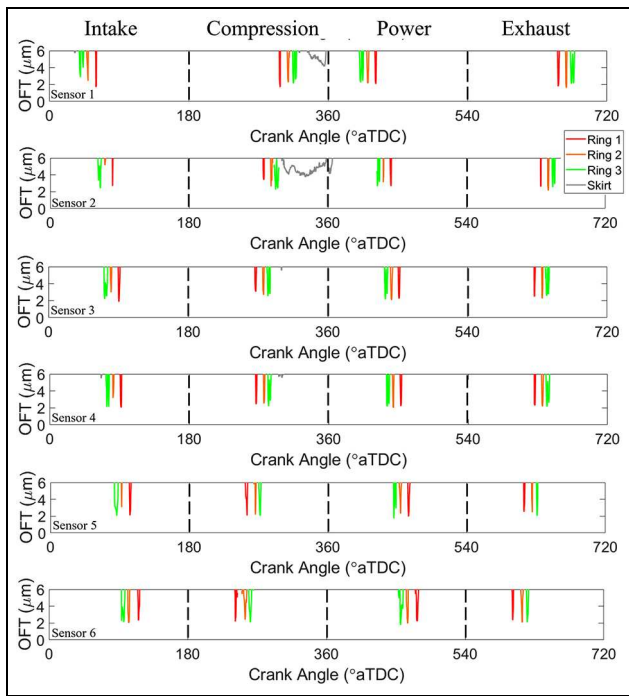 Intake Compression Power Exhaust
OFT (μm)
6
4
2
0
Sensor 1
0 180 360 540 720
Crank Angle (°aTDC)
Ring 1
Ring 2
Ring 3
Skirt
OFT (μm)
6
4
2
0
Sensor 2
0 180 360 540 720
Crank Angle (°aTDC)
OFT (μm)
6
4
2
0
Sensor 3
0 180 360 540 720
Crank Angle (°aTDC)
OFT (μm)
6
4
2
0
Sensor 4
0 180 360 540 720
Crank Angle (°aTDC)
OFT (μm)
6
4
2
0
Sensor 5
0 180 360 540 720
Crank Angle (°aTDC)
OFT (μm)
6
4
2
0
Sensor 6
0 180 360 540 720
Crank Angle (°aTDC)